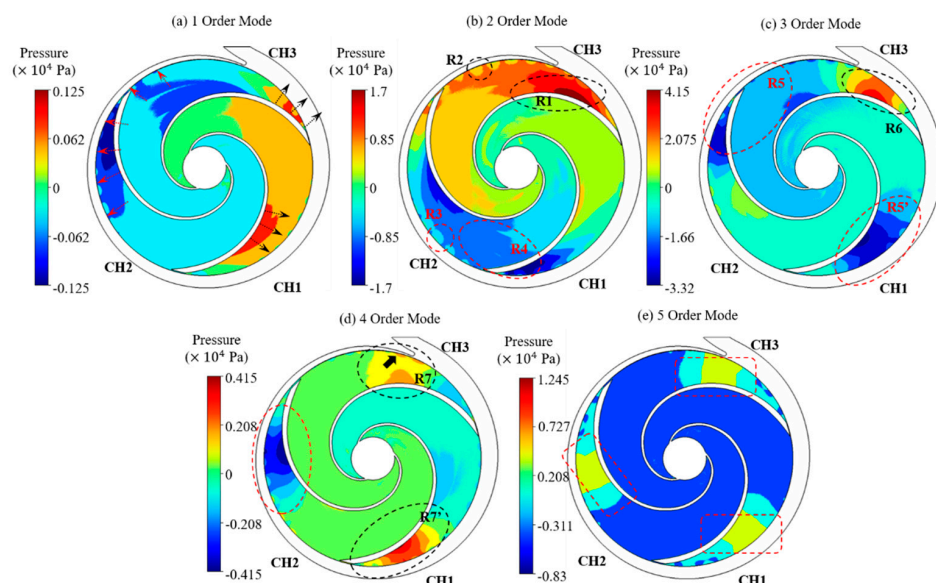 (a) 1 Order Mode
Pressure
(× 10⁴ Pa)
0.125
0.062
0
-0.062
-0.125
CH3
CH2
CH1
(b) 2 Order Mode
Pressure
(× 10⁴ Pa)
1.7
0.85
0
-0.85
-1.7
R2
CH3
R1
R3
CH2
R4
CH1
(c) 3 Order Mode
Pressure
(× 10⁴ Pa)
4.15
2.075
0
-1.66
-3.32
CH3
R5
R6
R5'
CH2
CH1
(d) 4 Order Mode
Pressure
(× 10⁴ Pa)
0.415
0.208
0
-0.208
-0.415
CH3
R7
R7'
CH2
CH1
(e) 5 Order Mode
Pressure
(× 10⁴ Pa)
1.245
0.727
0.208
-0.311
-0.83
CH3
CH2
CH1